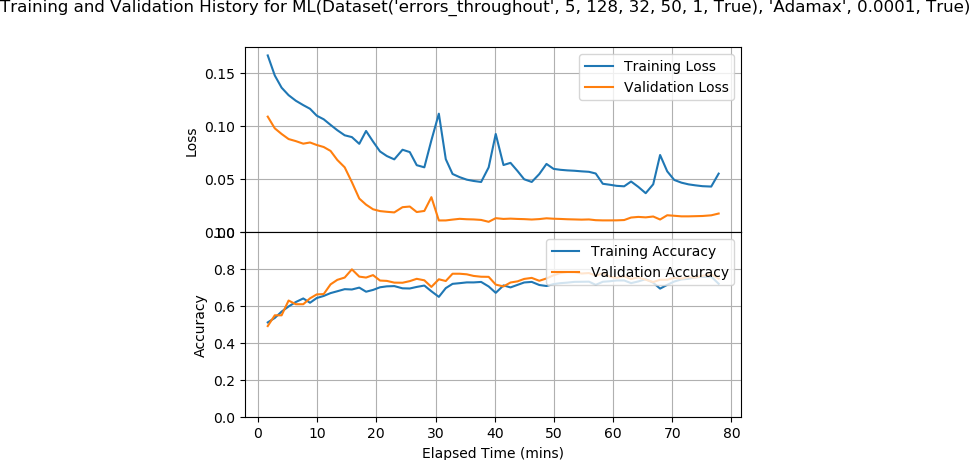 Training and Validation History for ML(Dataset('errors_throughout', 5, 128, 32, 50, 1, True), 'Adamax', 0.0001, True)
Training Loss
Validation Loss
0.15
0.10
0.05
0.00
Loss
Training Accuracy
Validation Accuracy
1.0
0.8
0.6
0.4
0.2
0.0
Accuracy
0 10 20 30 40 50 60 70 80
Elapsed Time (mins)